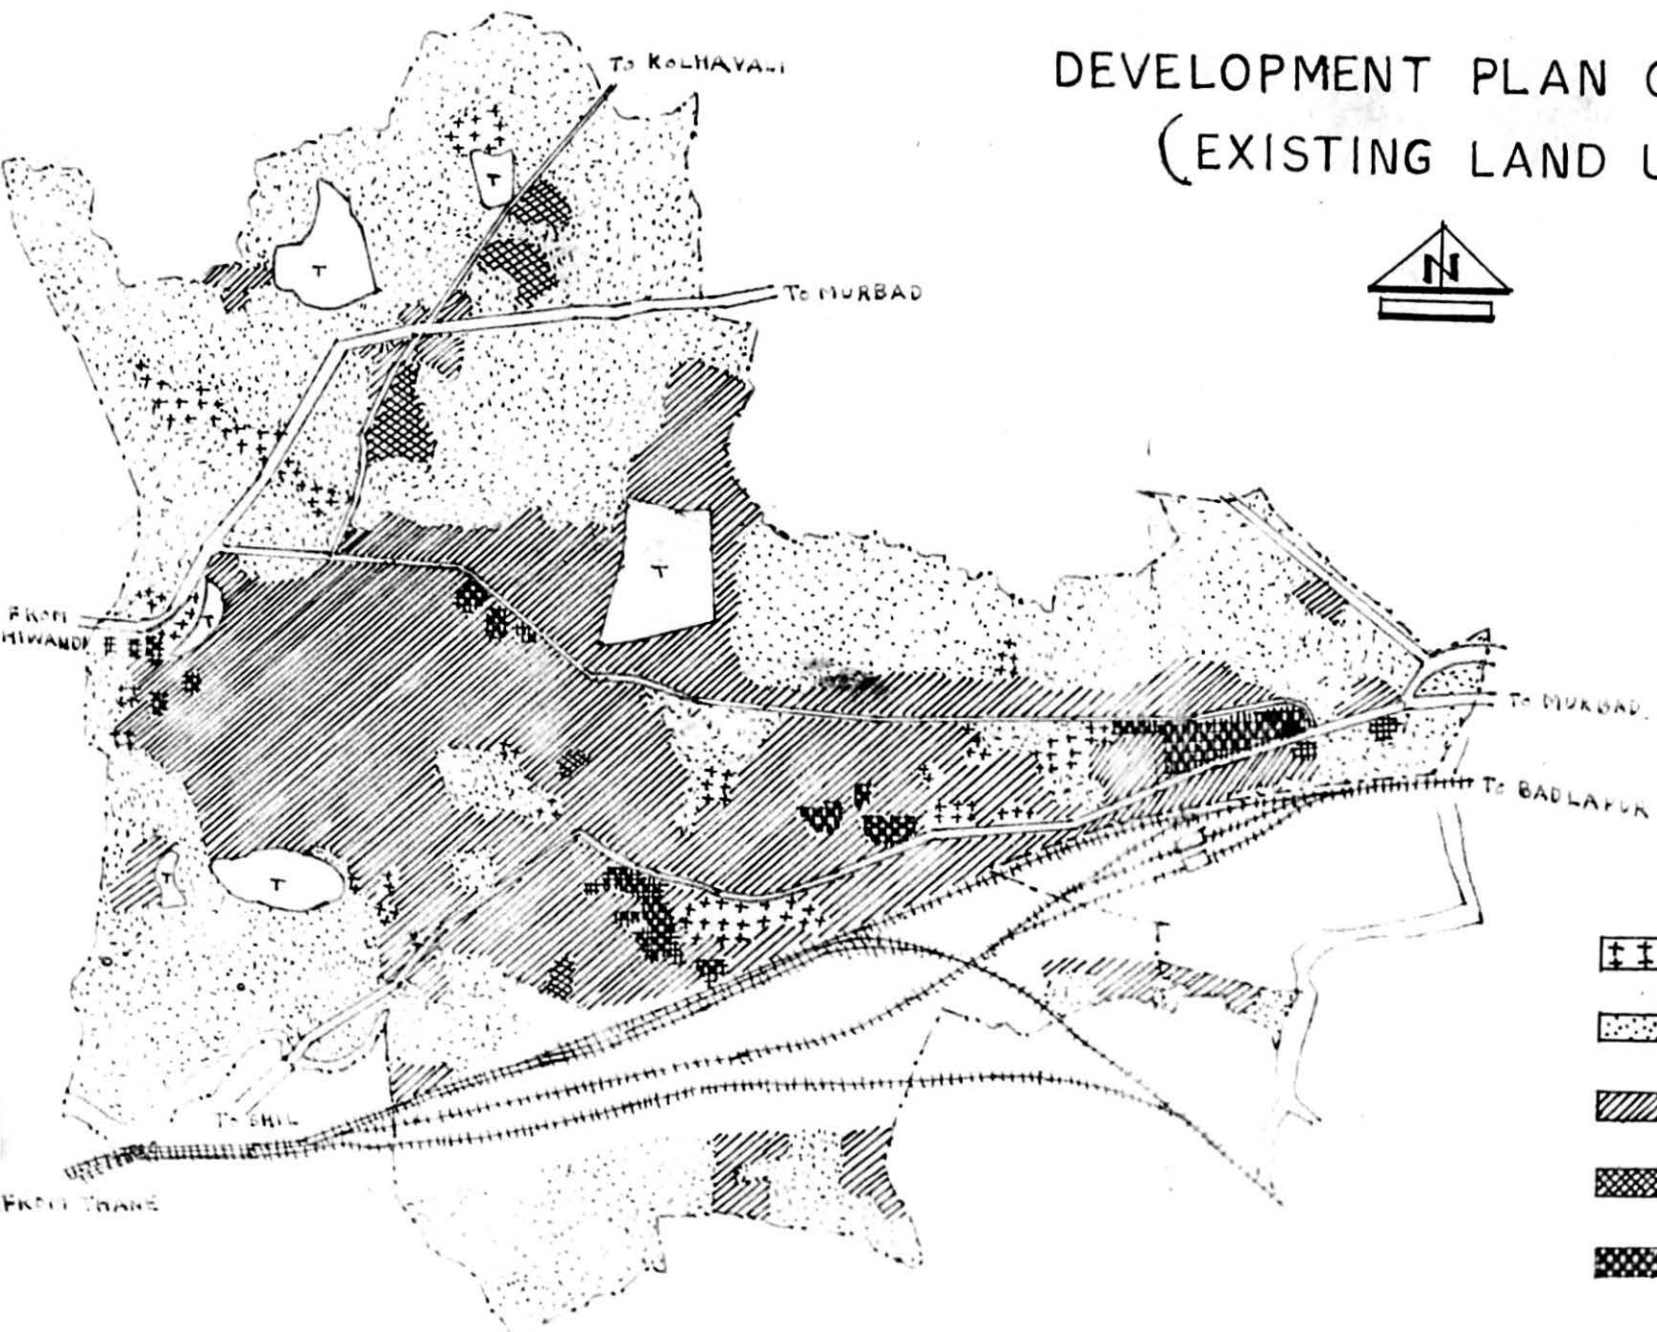 DEVELOPMENT PLAN
(EXISTING LAND U
N
TO KOLHAVALI
T
T
TO MURBAD
T
FROM
HIWANDI
T
TO MURBAD.
TO BADLAPUR
T
T
T
TO SHIL
FROM THANE